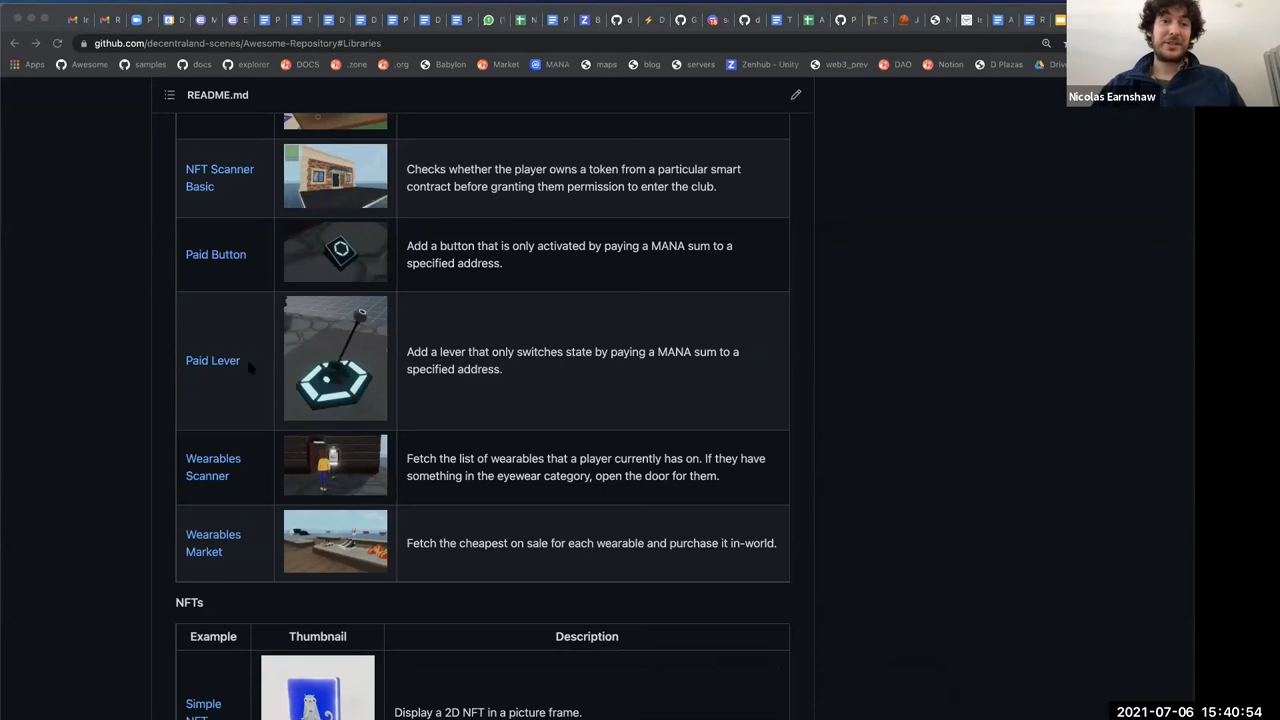 github.com/decentraland-scenes/Awesome-Repository#Libraries
Apps Awesome samples docs explorer DOCS .zone .org Babylon Market MANA maps blog servers Zenhub - Unity web3_prev DAO Notion D Plazas Driv
Nicolas Earnshaw
README.md
NFT Scanner
Basic
Checks whether the player owns a token from a particular smart
contract before granting them permission to enter the club.
Paid Button
Add a button that is only activated by paying a MANA sum to a
specified address.
Paid Lever
Add a lever that only switches state by paying a MANA sum to a
specified address.
Wearables
Scanner
Fetch the list of wearables that a player currently has on. If they have
something in the eyewear category, open the door for them.
Wearables
Market
Fetch the cheapest on sale for each wearable and purchase it in-world.
NFTs
Example Thumbnail Description
Simple
NFT
Display a 2D NFT in a picture frame.
2021-07-06 15:40:54